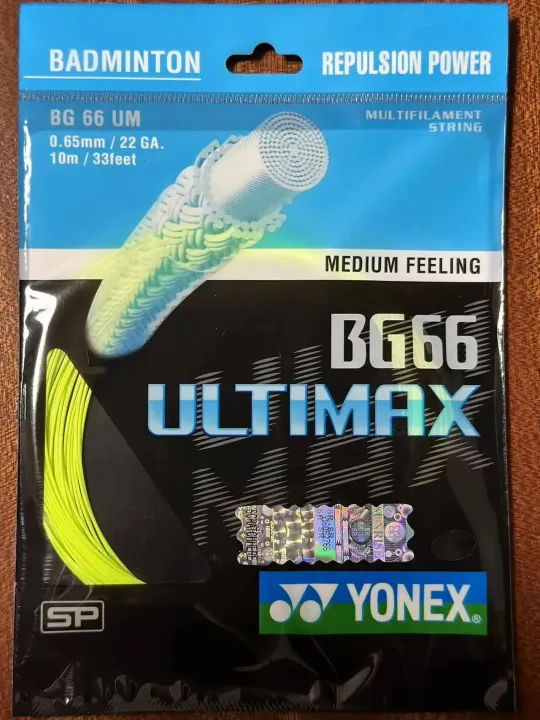 BADMINTON
REPULSION POWER
BG 66 UM
0.65mm / 22 GA.
10m / 33feet
MULTIFILAMENT
STRING
MEDIUM FEELING
BG66
ULTIMAX
SP
YONEX®